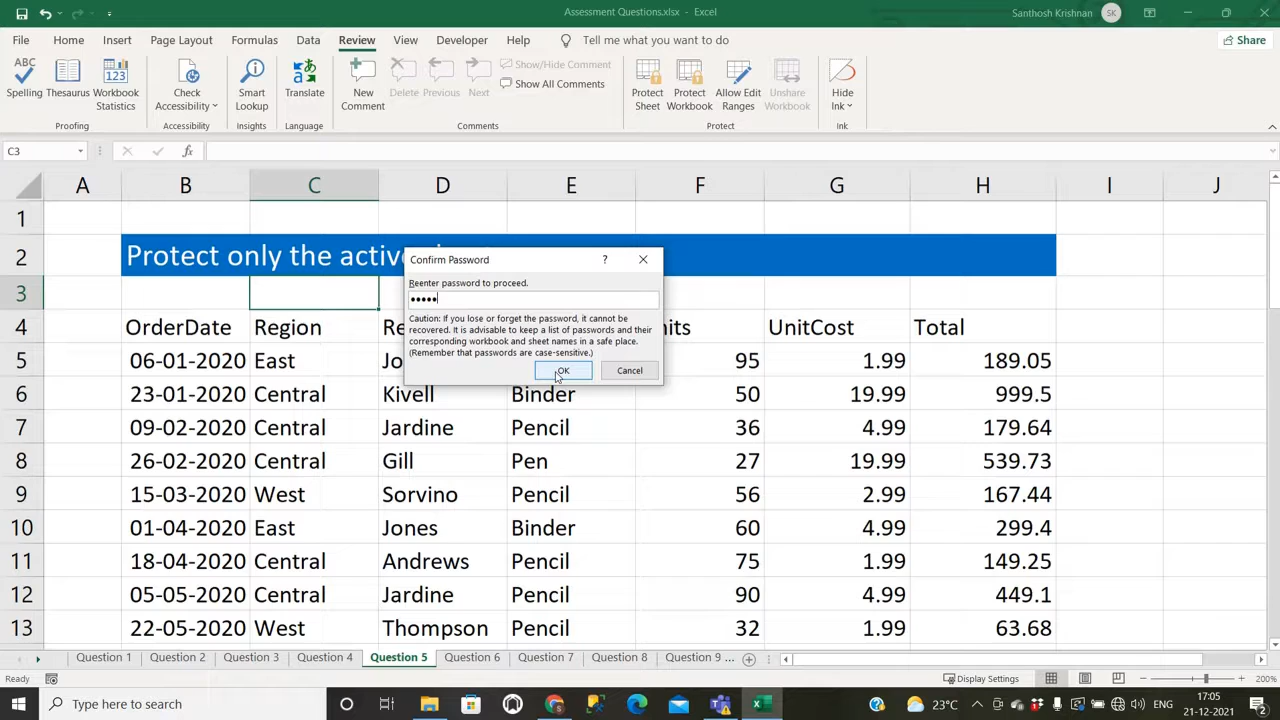 Assessment Questions.xlsx - Excel
Santhosh Krishnan SK
File Home Insert Page Layout Formulas Data Review View Developer Help Tell me what you want to do Share
ABC
Spelling Thesaurus Workbook Statistics
Check Accessibility
Smart Lookup
Translate
New Comment
Delete Previous Next
Show/Hide Comment
Show All Comments
Protect Sheet
Protect Workbook
Allow Edit Ranges
Unshare Workbook
Hide Ink
Proofing Accessibility Insights Language Comments Protect Ink
C3 fx
A B C D E F G H I J
1
2 Protect only the activ
3
4 OrderDate Region Re its UnitCost Total
5 06-01-2020 East Jo 95 1.99 189.05
6 23-01-2020 Central Kivell Binder 50 19.99 999.5
7 09-02-2020 Central Jardine Pencil 36 4.99 179.64
8 26-02-2020 Central Gill Pen 27 19.99 539.73
9 15-03-2020 West Sorvino Pencil 56 2.99 167.44
10 01-04-2020 East Jones Binder 60 4.99 299.4
11 18-04-2020 Central Andrews Pencil 75 1.99 149.25
12 05-05-2020 Central Jardine Pencil 90 4.99 449.1
13 22-05-2020 West Thompson Pencil 32 1.99 63.68
Confirm Password ?
Reenter password to proceed.
•••••
Caution: If you lose or forget the password, it cannot be
recovered. It is advisable to keep a list of passwords and their
corresponding workbook and sheet names in a safe place.
(Remember that passwords are case-sensitive.)
OK Cancel
Question 1 Question 2 Question 3 Question 4 Question 5 Question 6 Question 7 Question 8 Question 9 ...
Ready Display Settings 200%
Type here to search
23°C ENG 17:05
21-12-2021